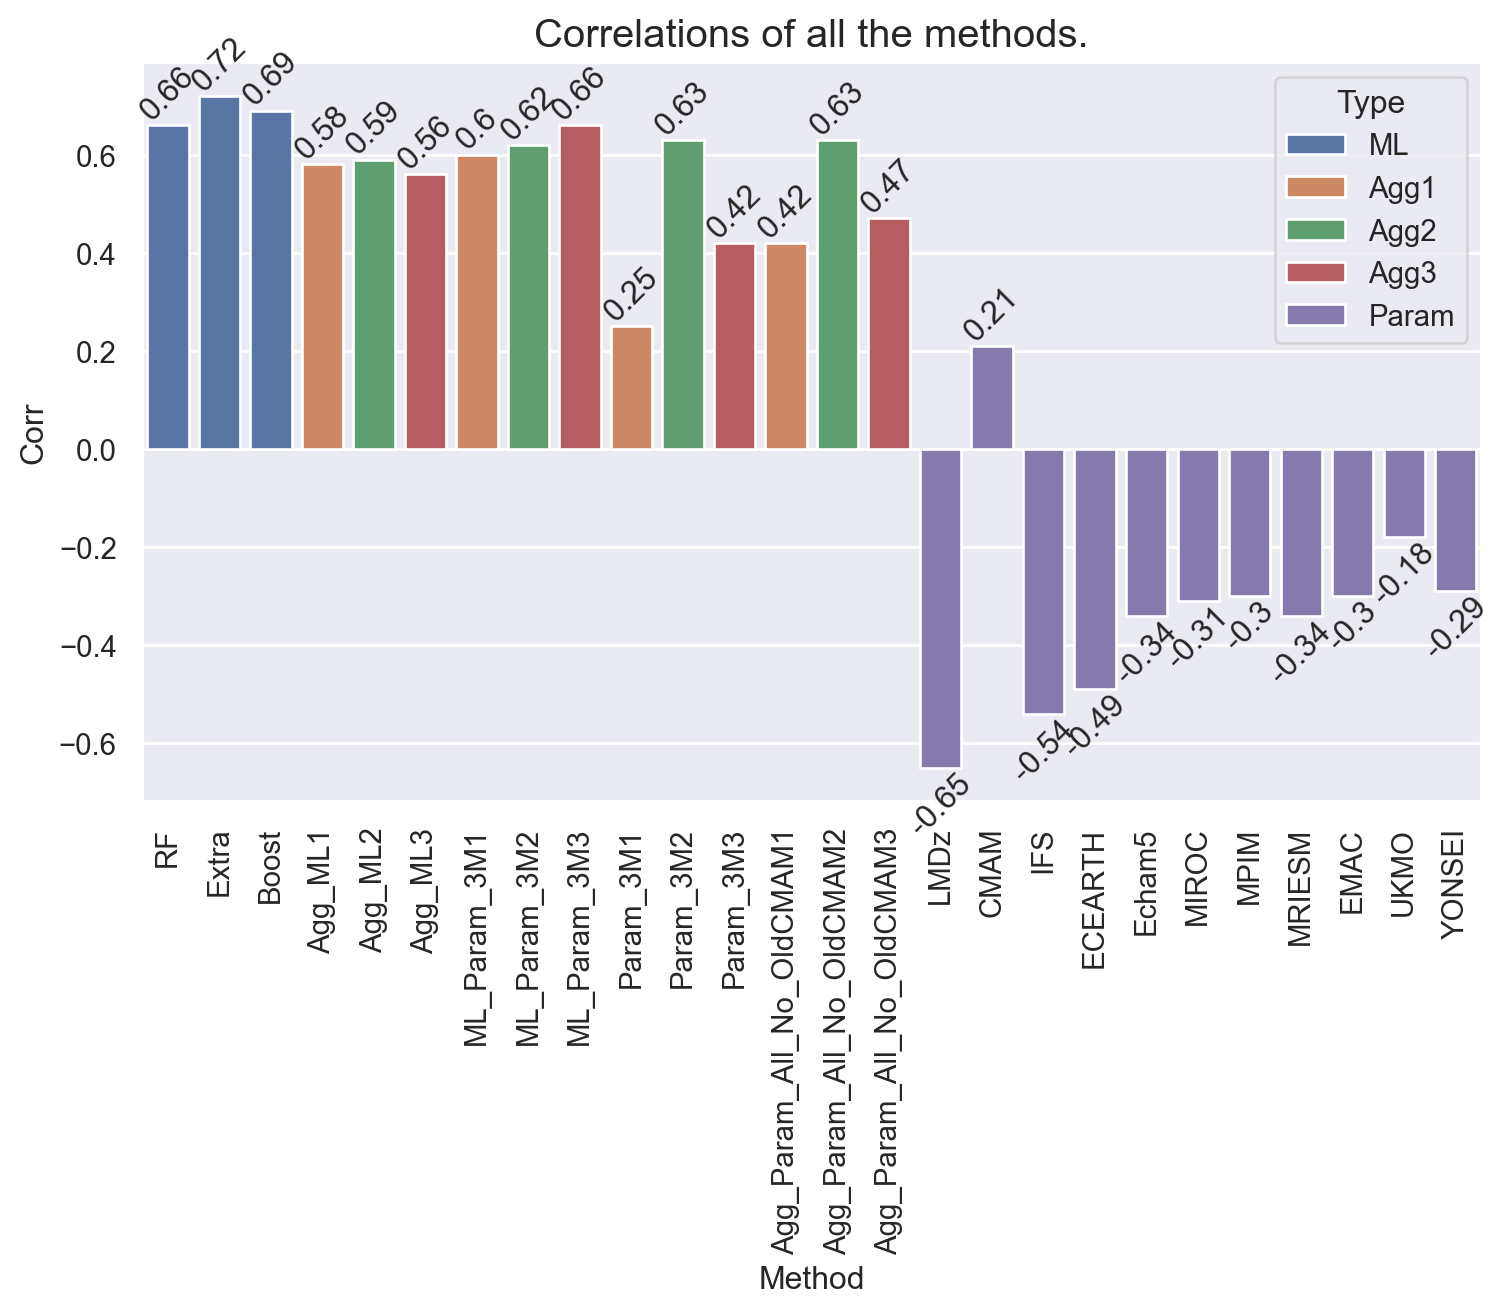 Correlations of all the methods.
0.66
0.72
0.69
0.58
0.59
0.56
0.6
0.62
0.66
0.25
0.63
0.42
0.42
0.63
0.47
-0.65
0.21
-0.54
-0.49
-0.34
-0.31
-0.3
-0.34
-0.3
-0.18
-0.29
Type
ML
Agg1
Agg2
Agg3
Param
Corr
0.6
0.4
0.2
0.0
−0.2
−0.4
−0.6
RF
Extra
Boost
Agg_ML1
Agg_ML2
Agg_ML3
ML_Param_3M1
ML_Param_3M2
ML_Param_3M3
Param_3M1
Param_3M2
Param_3M3
Agg_Param_All_No_OldCMAM1
Agg_Param_All_No_OldCMAM2
Agg_Param_All_No_OldCMAM3
LMDz
CMAM
IFS
ECEARTH
Echam5
MIROC
MPIM
MRIESM
EMAC
UKMO
YONSEI
Method